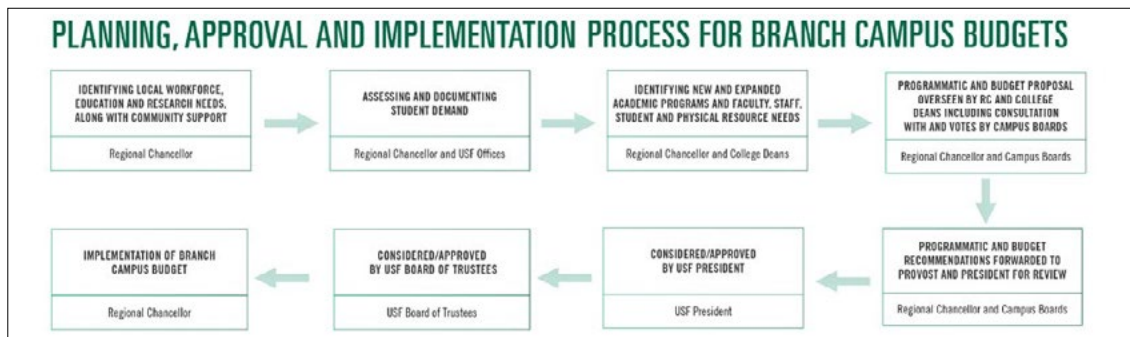 PLANNING, APPROVAL AND IMPLEMENTATION PROCESS FOR BRANCH CAMPUS BUDGETS
IDENTIFYING LOCAL WORKFORCE,
EDUCATION AND RESEARCH NEEDS,
ALONG WITH COMMUNITY SUPPORT
Regional Chancellor
ASSESSING AND DOCUMENTING
STUDENT DEMAND
Regional Chancellor and USF Offices
IDENTIFYING NEW AND EXPANDED
ACADEMIC PROGRAMS AND FACULTY, STAFF,
STUDENT AND PHYSICAL RESOURCE NEEDS
Regional Chancellor and College Deans
PROGRAMMATIC AND BUDGET PROPOSAL
OVERSEEN BY RC AND COLLEGE
DEANS INCLUDING CONSULTATION
WITH AND VOTES BY CAMPUS BOARDS
Regional Chancellor and Campus Boards
PROGRAMMATIC AND BUDGET
RECOMMENDATIONS FORWARDED TO
PROVOST AND PRESIDENT FOR REVIEW
Regional Chancellor and Campus Boards
CONSIDERED/APPROVED
BY USF PRESIDENT
USF President
CONSIDERED/APPROVED
BY USF BOARD OF TRUSTEES
USF Board of Trustees
IMPLEMENTATION OF BRANCH
CAMPUS BUDGET
Regional Chancellor